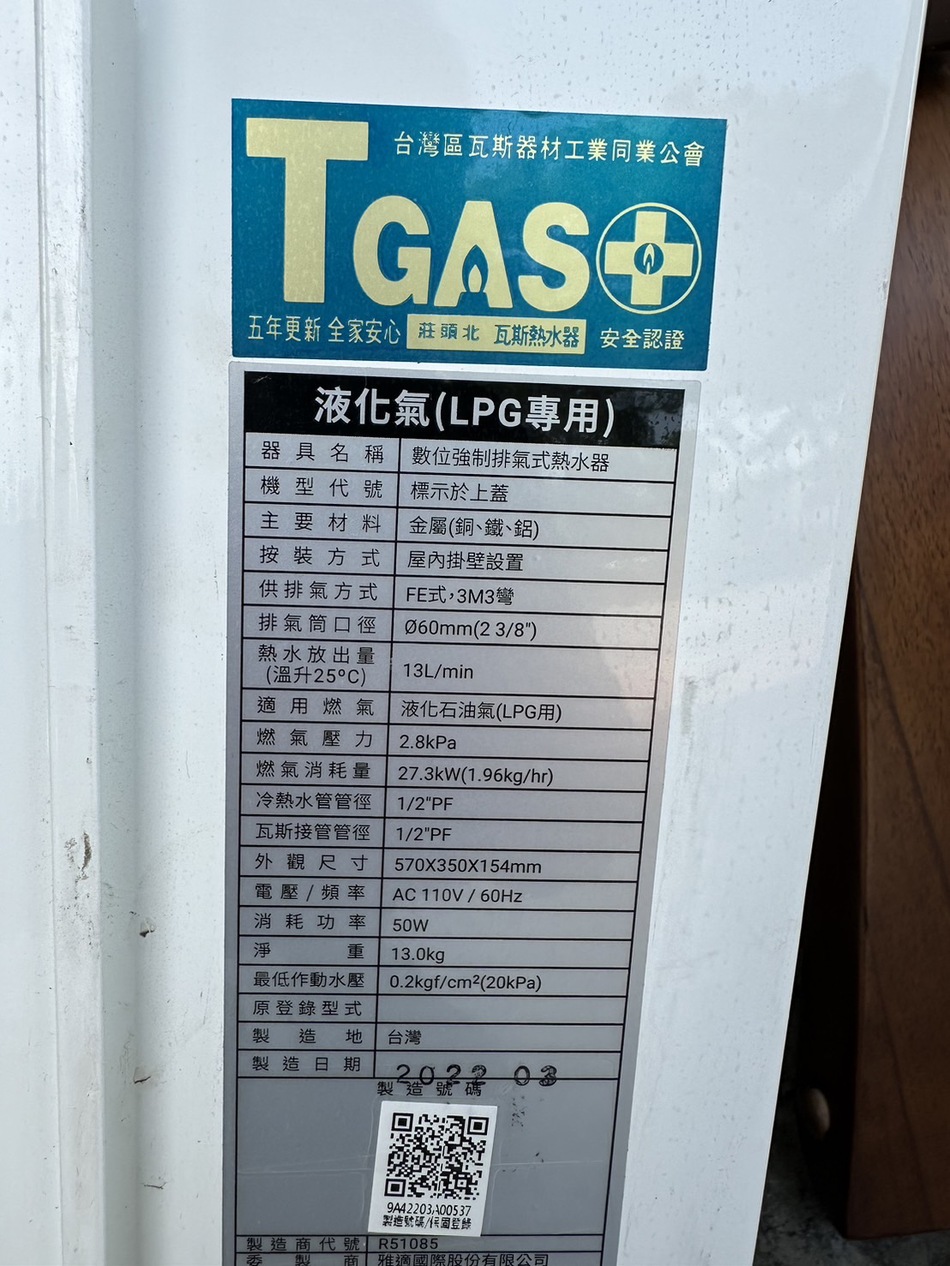 台灣區瓦斯器材工業同業公會
TGAS
五年更新 全家安心 莊頭北 瓦斯熱水器 安全認證
液化氣(LPG專用)
器具名稱 數位強制排氣式熱水器
機型代號 標示於上蓋
主要材料 金屬(銅、鐵、鋁)
按裝方式 屋內掛壁設置
供排氣方式 FE式,3M3彎
排氣筒口徑 Ø60mm(2 3/8")
熱水放出量
(溫升25ºC) 13L/min
適用燃氣 液化石油氣(LPG用)
燃氣壓力 2.8kPa
燃氣消耗量 27.3kW(1.96kg/hr)
冷熱水管管徑 1/2"PF
瓦斯接管管徑 1/2"PF
外觀尺寸 570X350X154mm
電壓/頻率 AC 110V / 60Hz
消耗功率 50W
淨重 13.0kg
最低作動水壓 0.2kgf/cm²(20kPa)
原登錄型式
製造地 台灣
製造日期 2022 03
製造號碼
9A42203A00537
製造號碼/保固登錄
製造商代號 R51085
委製商 雅適國際股份有限公司